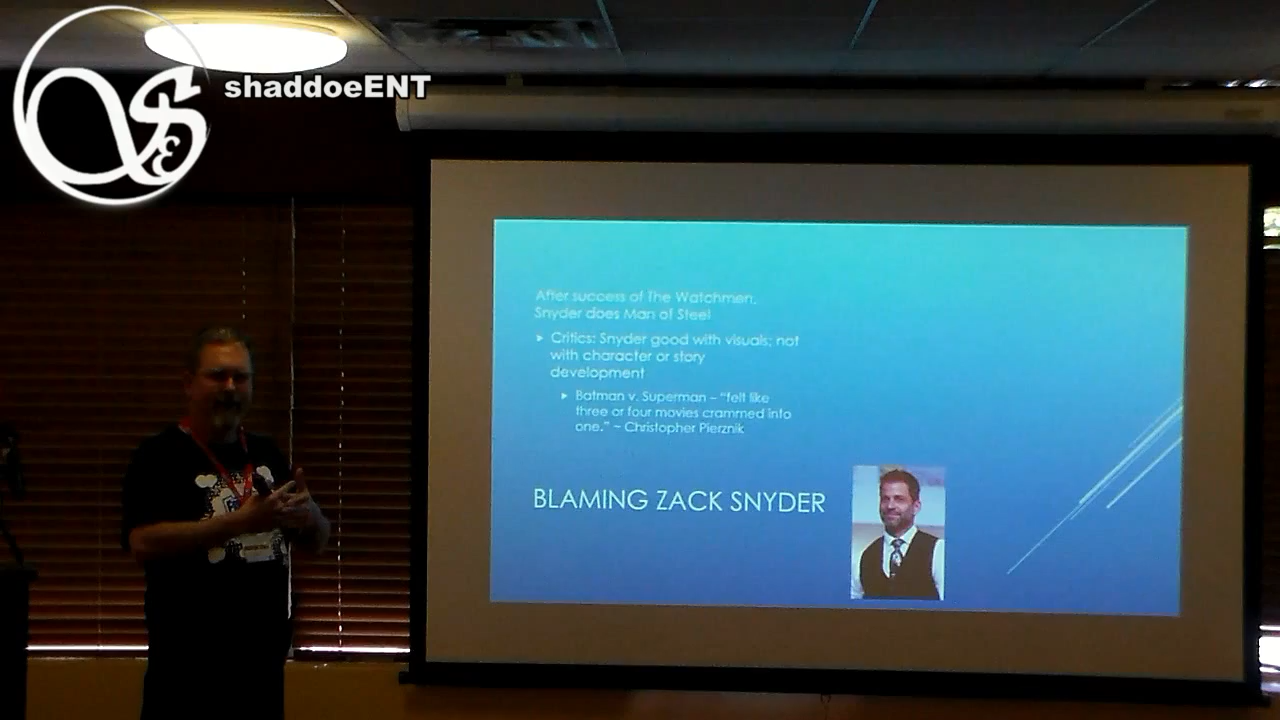 shaddoeENT
After success of The Watchmen,
Snyder does Man of Steel
Critics: Snyder good with visuals; not
with character or story
development
Batman v. Superman – "felt like
three or four movies crammed into
one." ~ Christopher Pierznik
BLAMING ZACK SNYDER